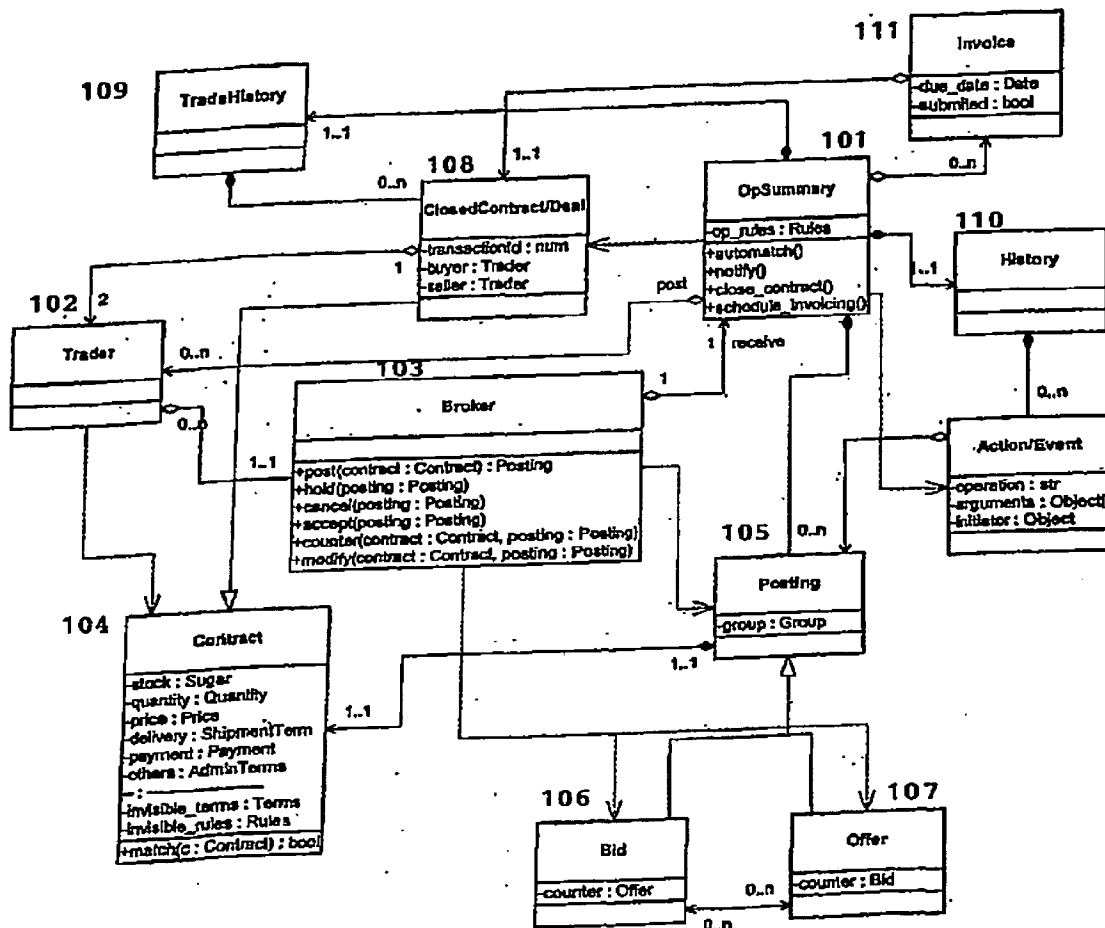 111
Invoice
-due_date : Date
-submited : bool
109
TradeHistory
1..1
0..n
108
1..1
ClosedContract/Deal
-transactionId : num
-buyer : Trader
-seller : Trader
1
2
101
OpSummary
-op_rules : Rules
+automatch()
+notify()
+close_contract()
+schedule_invoicing()
0..n
110
History
1..1
0..n
post
102
Trader
0..n
0..n
1..1
103
Broker
+post(contract : Contract) : Posting
+hold(posting : Posting)
+cancel(posting : Posting)
+accept(posting : Posting)
+counter(contract : Contract, posting : Posting)
+modify(contract : Contract, posting : Posting)
1
1
receive
Action/Event
-operation : str
-arguments : Object[
-initiator : Object
105
0..n
Posting
-group : Group
1..1
1..1
104
Contract
-stock : Sugar
-quantity : Quantity
-price : Price
-delivery : ShipmentTerm
-payment : Payment
-others : AdminTerms
- :
-invisible_terms : Terms
-invisible_rules : Rules
+match(c : Contract) : bool
106
Bid
-counter : Offer
107
Offer
-counter : Bid
0..n
0..n